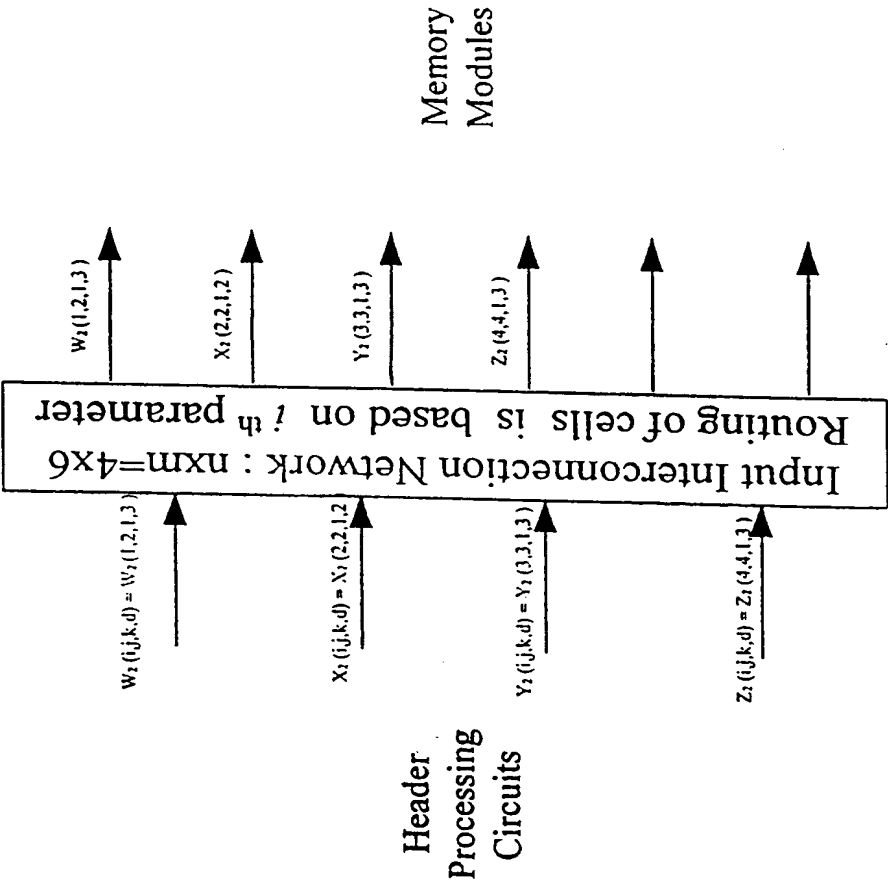 Header
Processing
Circuits
W₂ (i,j,k,d) = W₂ (1,2,1,3)
X₂ (i,j,k,d) = X₂ (2,2,1,2
Y₂ (i,j,k,d) = Y₂ (3,3,1,3)
Z₂ (i,j,k,d) = Z₂ (4,4,1,3)
Input Interconnection Network : nxm=4x6
Routing of cells is based on i th parameter
W₂ (1,2,1,3)
X₂ (2,2,1,2)
Y₂ (3,3,1,3)
Z₂ (4,4,1,3)
Memory
Modules